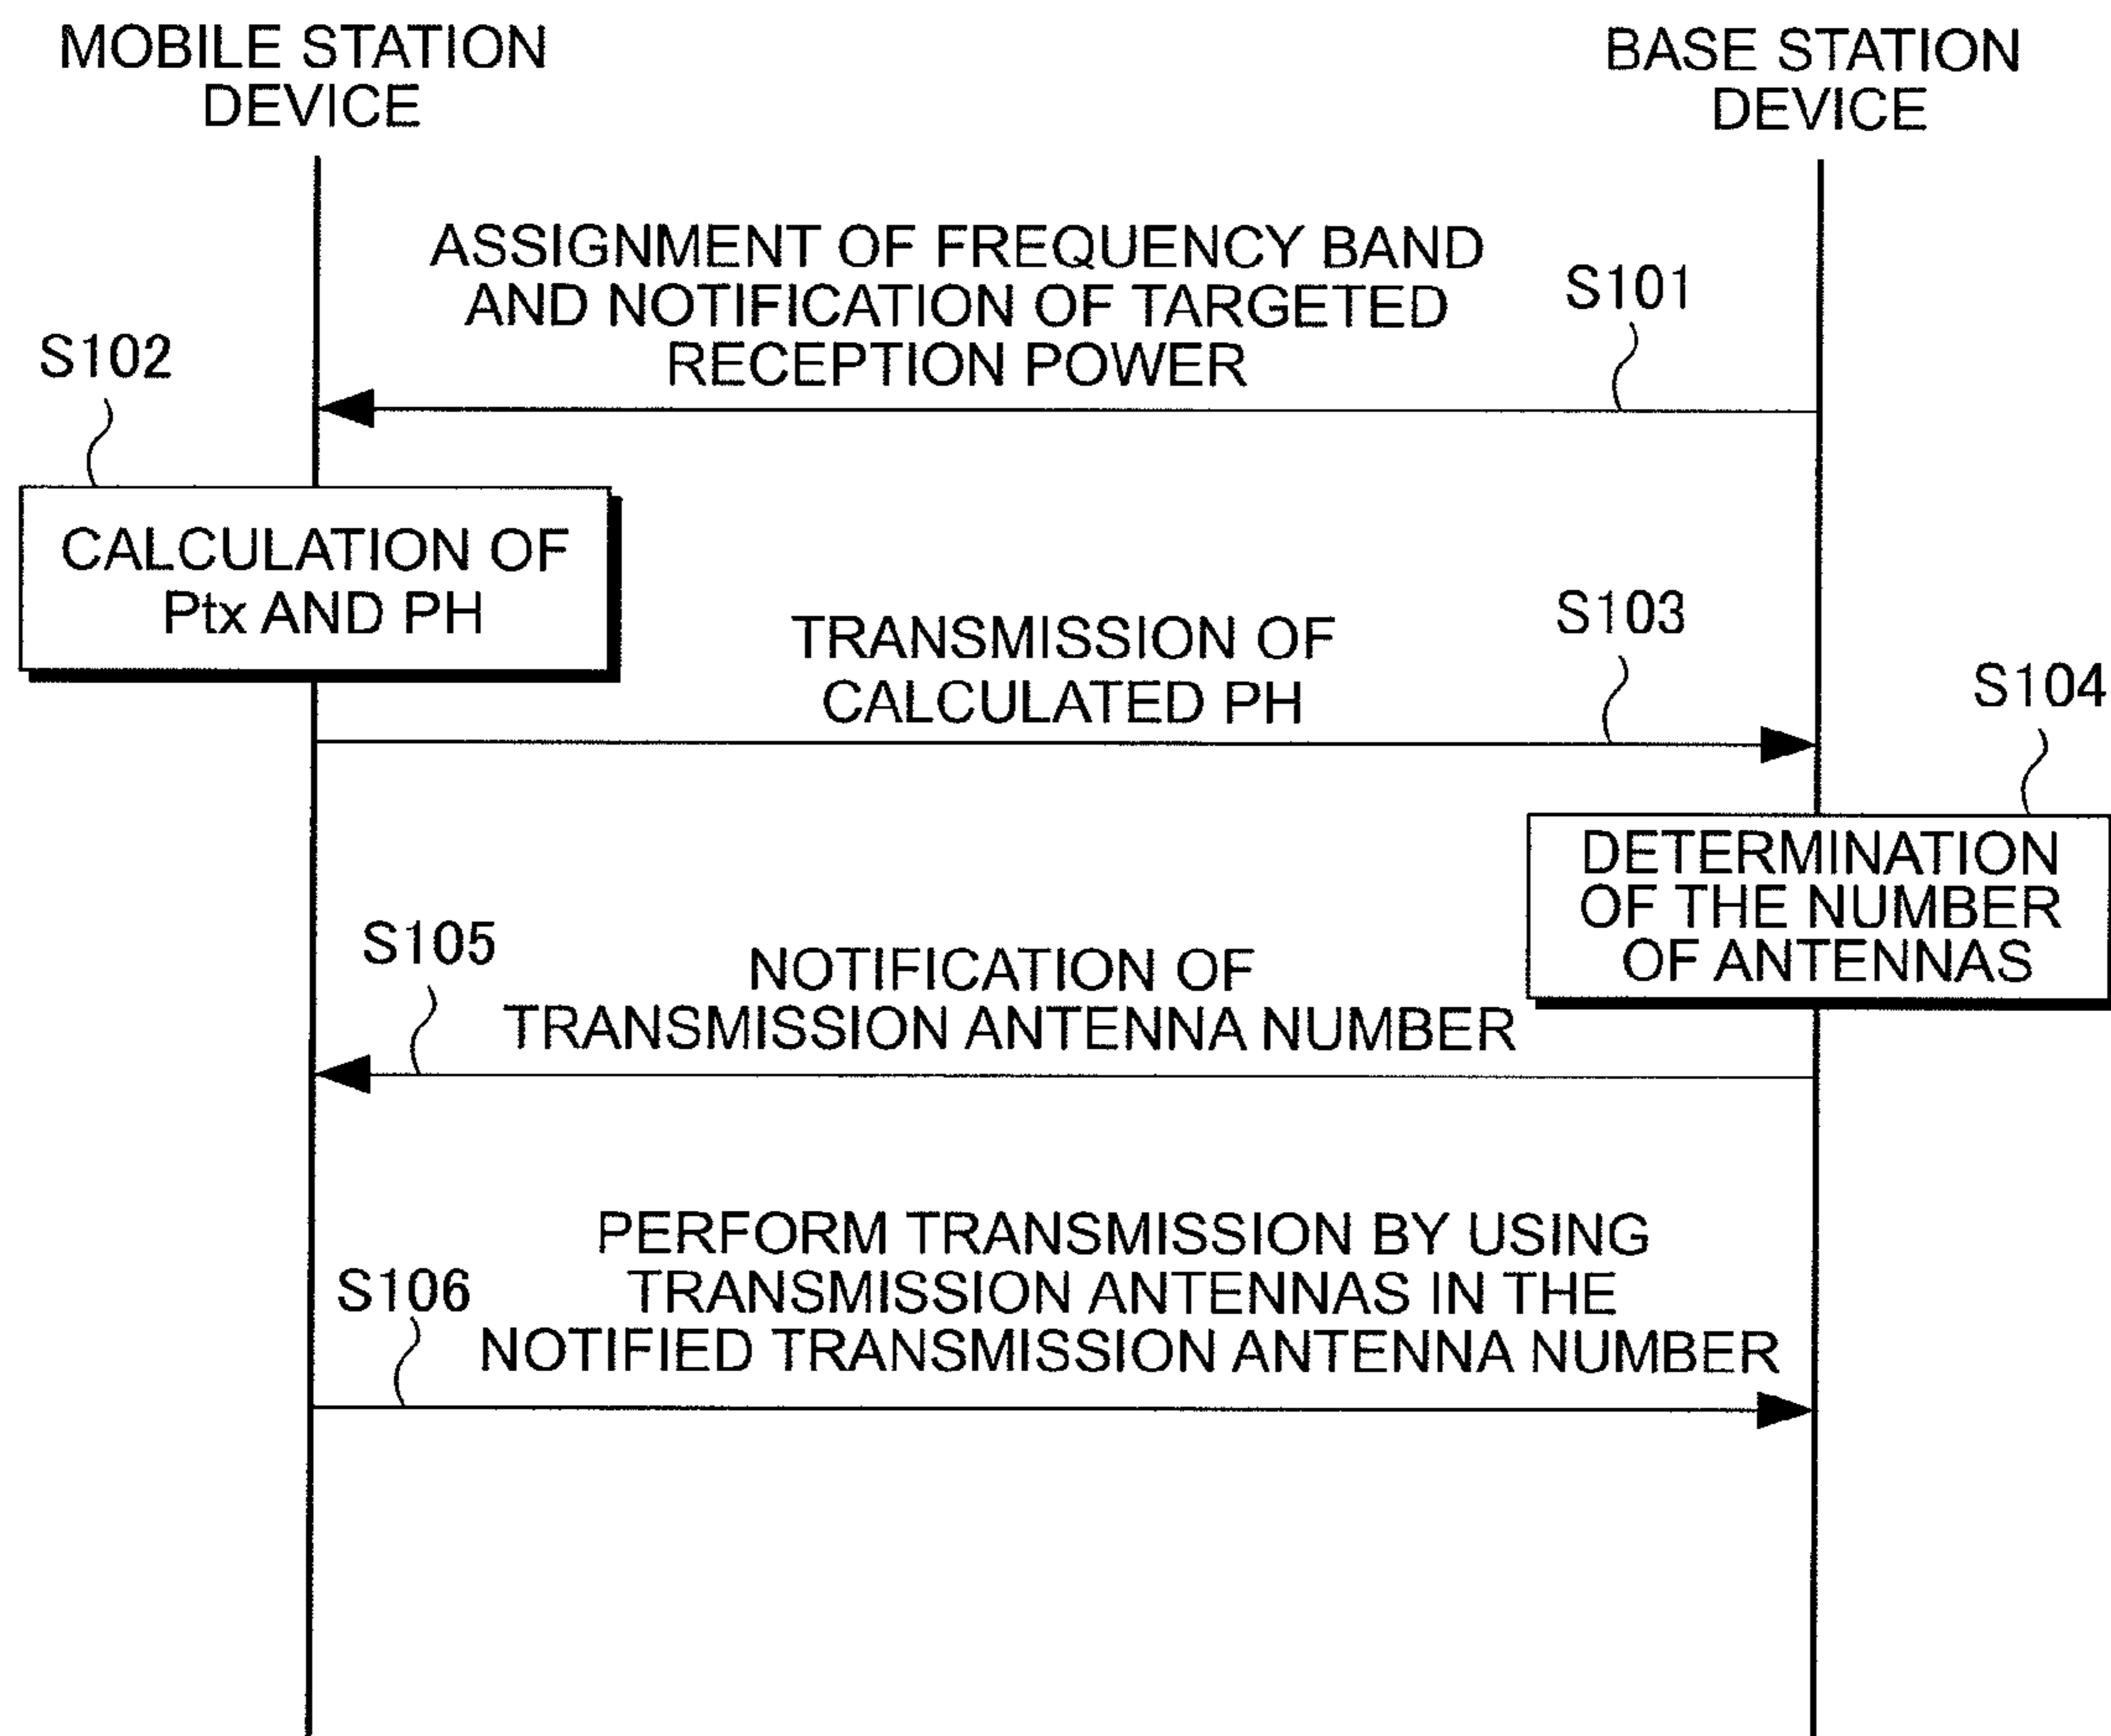 MOBILE STATION
DEVICE
BASE STATION
DEVICE
ASSIGNMENT OF FREQUENCY BAND
AND NOTIFICATION OF TARGETED
RECEPTION POWER
S101
S102
CALCULATION OF
Ptx AND PH
TRANSMISSION OF
CALCULATED PH
S103
S104
DETERMINATION
OF THE NUMBER
OF ANTENNAS
S105
NOTIFICATION OF
TRANSMISSION ANTENNA NUMBER
S106
PERFORM TRANSMISSION BY USING
TRANSMISSION ANTENNAS IN THE
NOTIFIED TRANSMISSION ANTENNA NUMBER